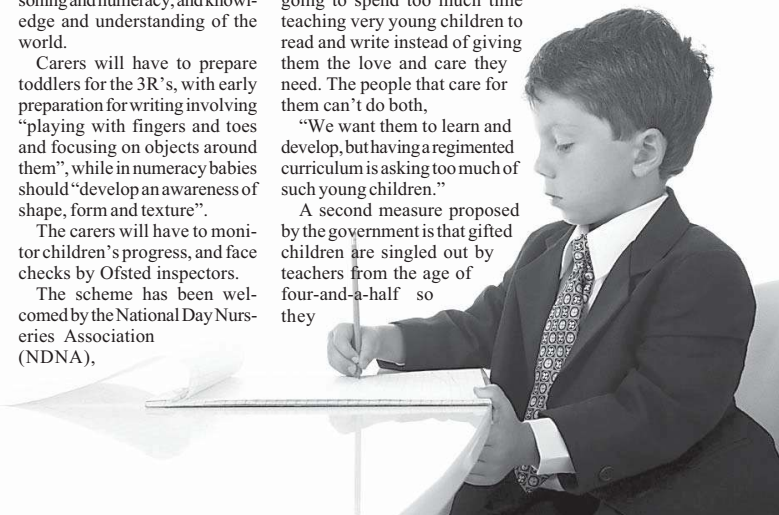 soning and numeracy, and knowl-
edge and understanding of the
world.
Carers will have to prepare
toddlers for the 3R's, with early
preparation for writing involving
“playing with fingers and toes
and focusing on objects around
them”, while in numeracy babies
should “develop an awareness of
shape, form and texture”.
The carers will have to moni-
tor children's progress, and face
checks by Ofsted inspectors.
The scheme has been wel-
comed by the National Day Nurs-
eries Association
(NDNA),
going to spend too much time
teaching very young children to
read and write instead of giving
them the love and care they
need. The people that care for
them can't do both,
“We want them to learn and
develop, but having a regimented
curriculum is asking too much of
such young children.”
A second measure proposed
by the government is that gifted
children are singled out by
teachers from the age of
four-and-a-half so
they